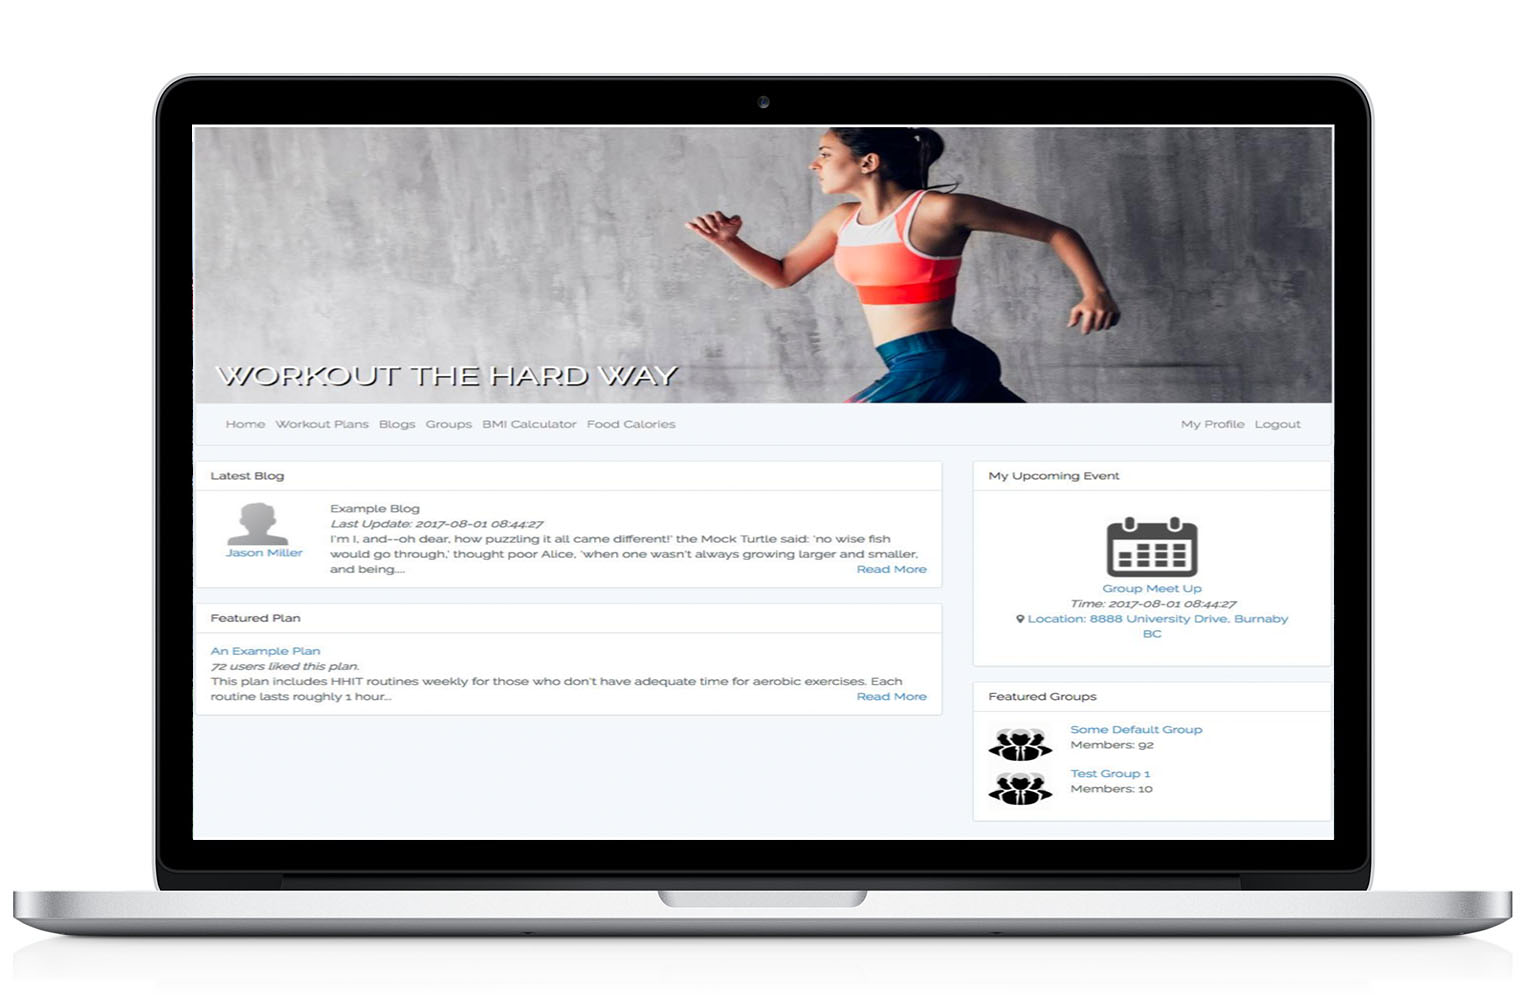 WORKOUT THE HARD WAY
Home Workout Plans Blogs Groups BMI Calculator Food Calories My Profile Logout
Latest Blog
Jason Miller
Example Blog
Last Update: 2017-08-01 08:44:27
I'm I, and--oh dear, how puzzling it all came different!' the Mock Turtle said: 'no wise fish
would go through,' thought poor Alice, 'when one wasn't always growing larger and smaller,
and being.... Read More
Featured Plan
An Example Plan
72 users liked this plan.
This plan includes HHIT routines weekly for those who don't have adequate time for aerobic exercises. Each
routine lasts roughly 1 hour... Read More
My Upcoming Event
Group Meet Up
Time: 2017-08-01 08:44:27
Location: 8888 University Drive, Burnaby
BC
Featured Groups
Some Default Group
Members: 92
Test Group 1
Members: 10